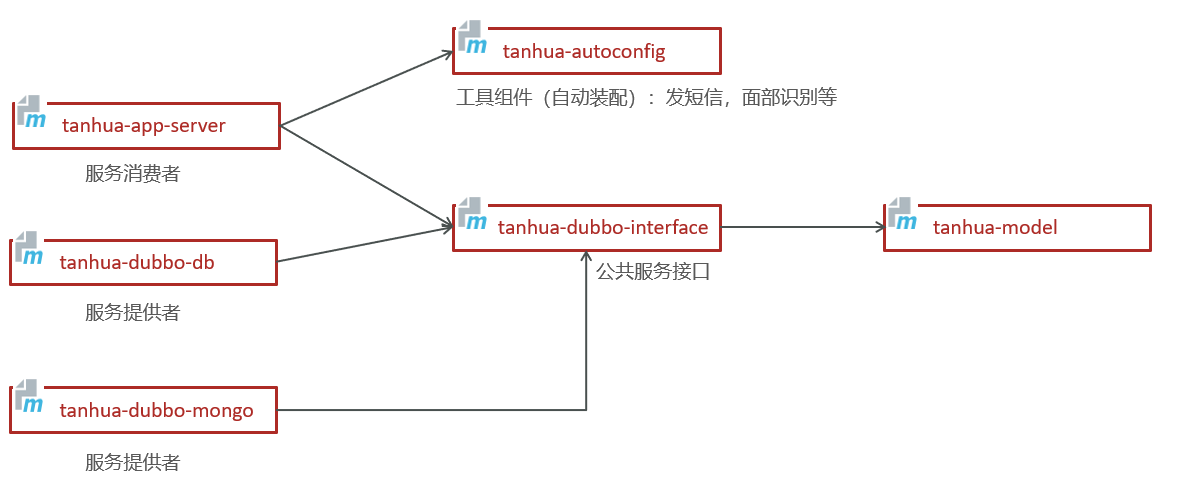 tanhua-autoconfig
工具组件（自动装配）：发短信，面部识别等
tanhua-app-server
服务消费者
tanhua-dubbo-interface
公共服务接口
tanhua-model
tanhua-dubbo-db
服务提供者
tanhua-dubbo-mongo
服务提供者